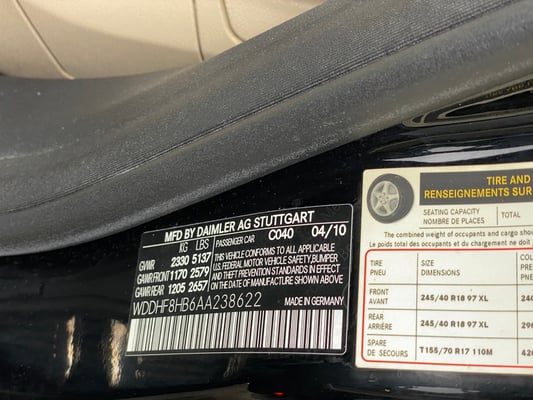 MFD BY DAIMLER AG STUTTGART
KG LBS PASSENGER CAR C040 04/10
GVWR 2330 5137
GAWR FRONT 1170 2579
GAWR REAR 1205 2657
THIS VEHICLE CONFORMS TO ALL APPLICABLE
U.S. FEDERAL MOTOR VEHICLE SAFETY, BUMPER,
AND THEFT PREVENTION STANDARDS IN EFFECT
ON THE DATE OF MANUFACTURE SHOWN ABOVE
WDDHF8HB6AA238622
MADE IN GERMANY
TIRE AND
RENSEIGNEMENTS SUR
SEATING CAPACITY
NOMBRE DE PLACES
TOTAL
The combined weight of occupants and cargo
Le poids total des occupants et du chargement ne doit
TIRE
PNEU
SIZE
DIMENSIONS
FRONT
AVANT
245/40 R18 97 XL
240
REAR
ARRIÈRE
245/40 R18 97 XL
SPARE
DE SECOURS
T155/70 R17 110M
420